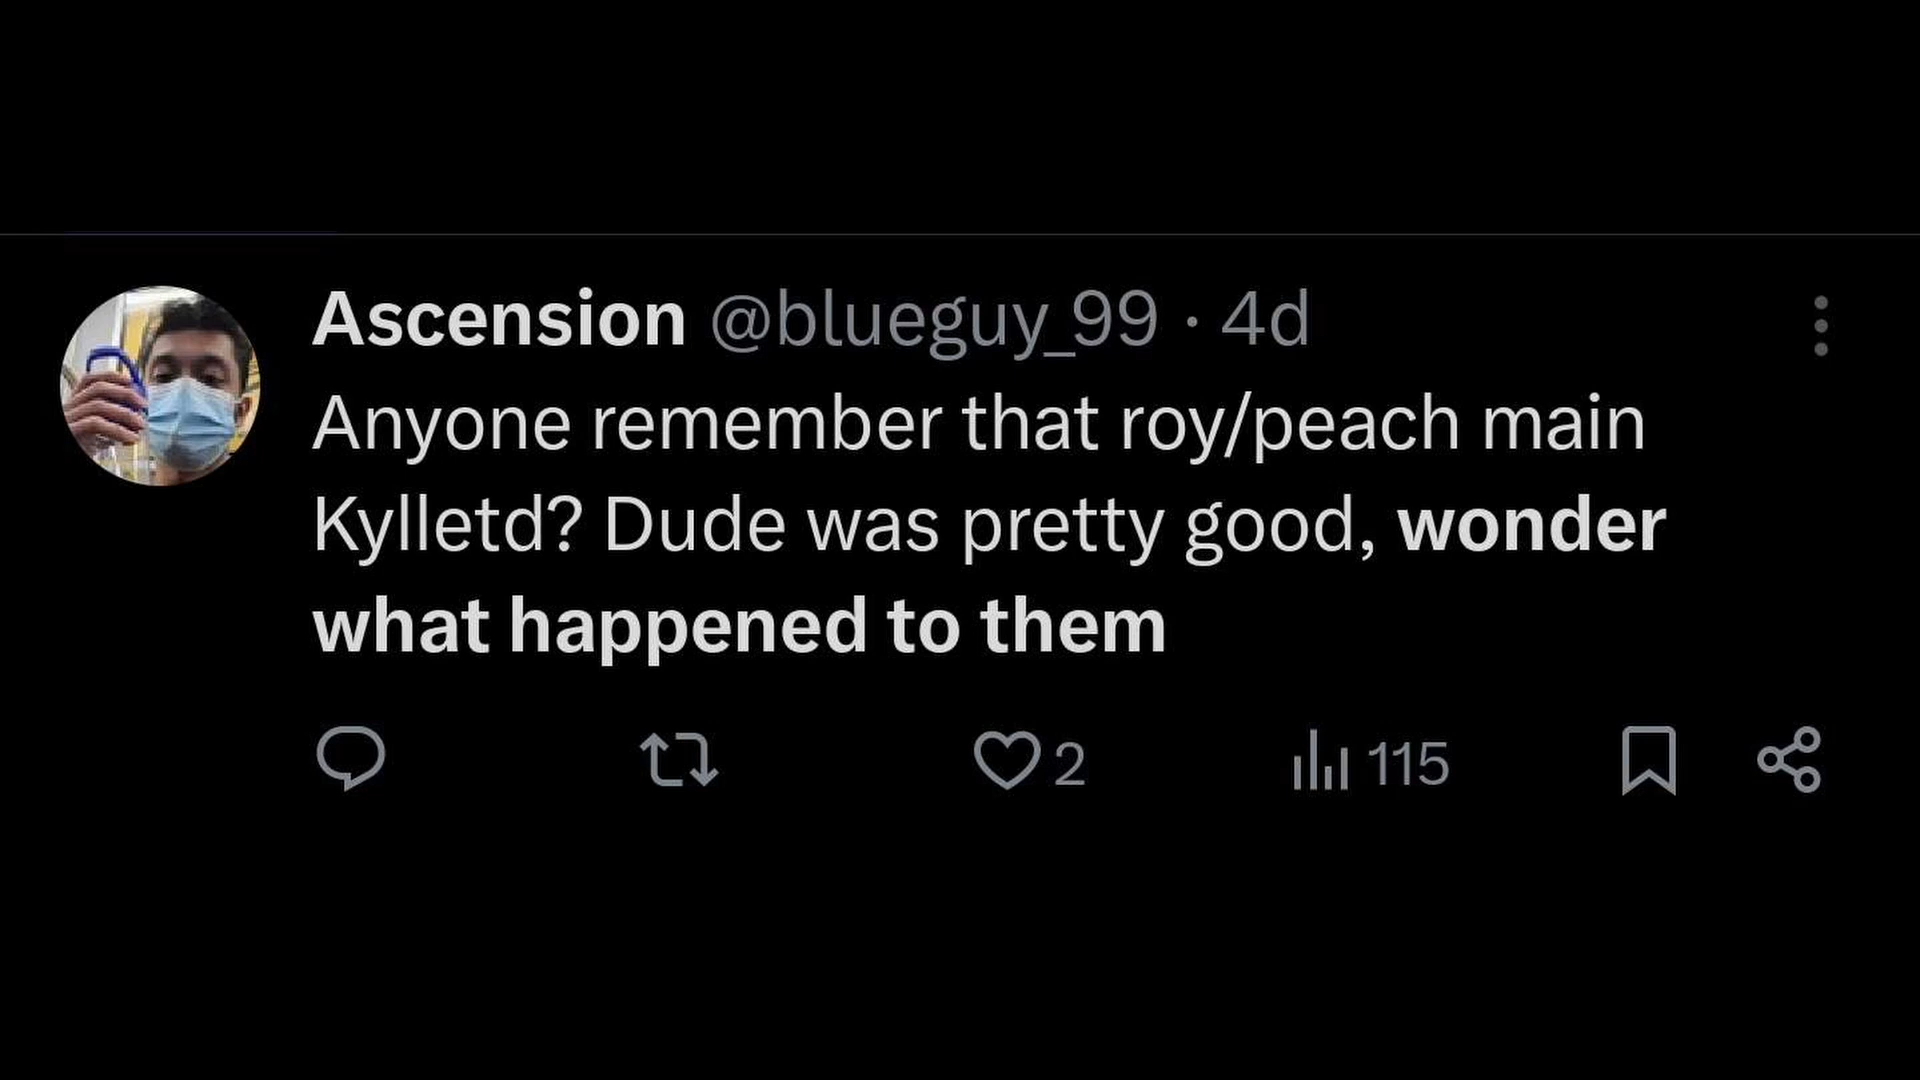 Ascension @blueguy_99 · 4d
Anyone remember that roy/peach main
Kylletd? Dude was pretty good, wonder
what happened to them
2 115